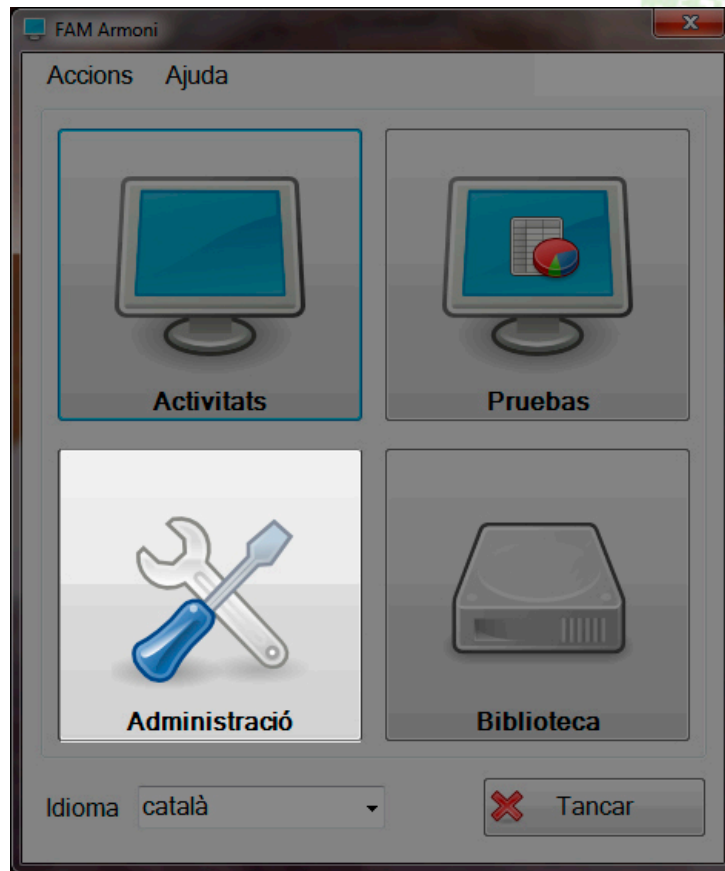 FAM Armoni
Accions Ajuda
Activitats
Pruebas
Administració
Biblioteca
Idioma català
Tancar